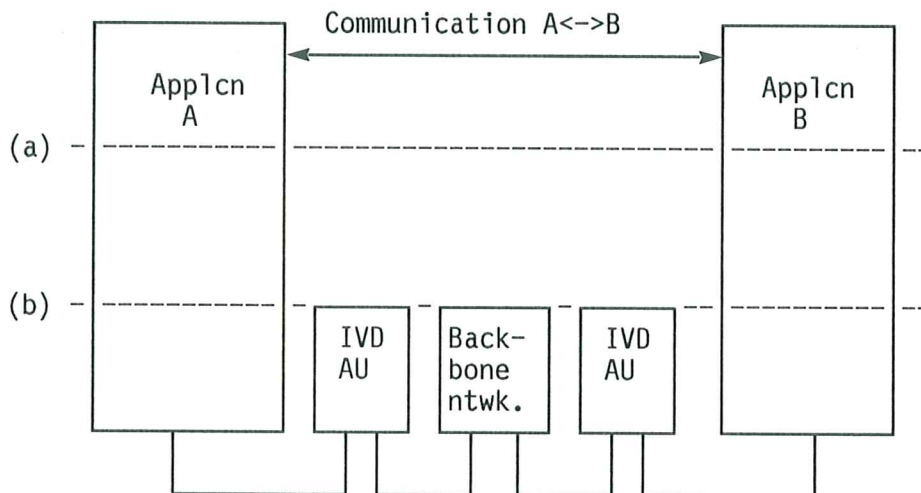 Communication A<->B
Applcn
A
Applcn
B
(a)
(b)
IVD
AU
Back-
bone
ntwk.
IVD
AU